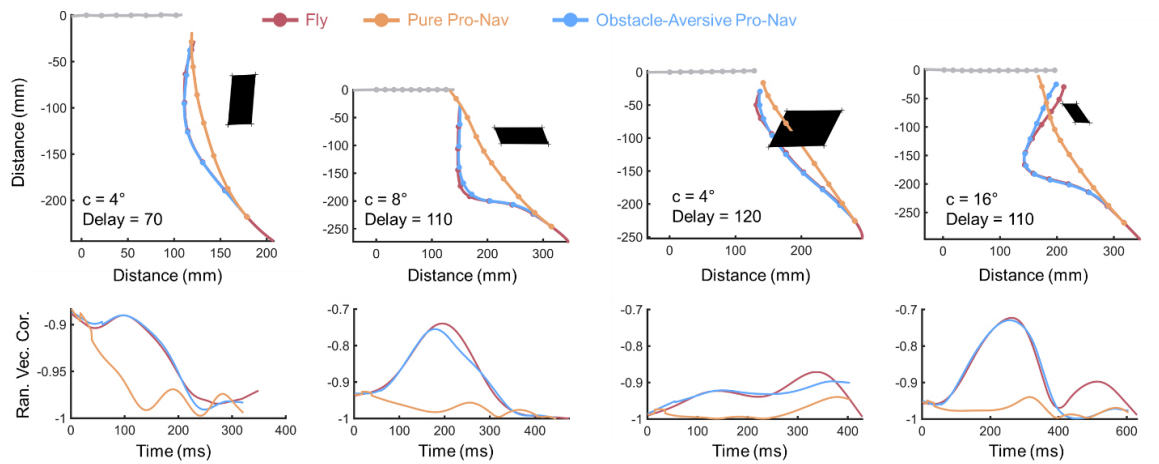 Fly
Pure Pro-Nav
Obstacle-Aversive Pro-Nav
Distance (mm)
0
-50
-100
-150
-200
c = 4°
Delay = 70
0 50 100 150 200
Distance (mm)
0
-50
-100
-150
-200
-250
c = 8°
Delay = 110
0 100 200 300
Distance (mm)
0
-50
-100
-150
-200
-250
c = 4°
Delay = 120
0 100 200 300
Distance (mm)
0
-50
-100
-150
-200
-250
c = 16°
Delay = 110
0 100 200 300
Distance (mm)
Ran. Vec. Cor.
-0.9
-0.95
-1
0 100 200 300 400
Time (ms)
-0.7
-0.8
-0.9
-1
0 200 400
Time (ms)
-0.7
-0.8
-0.9
-1
0 100 200 300 400
Time (ms)
-0.7
-0.8
-0.9
-1
0 200 400 600
Time (ms)